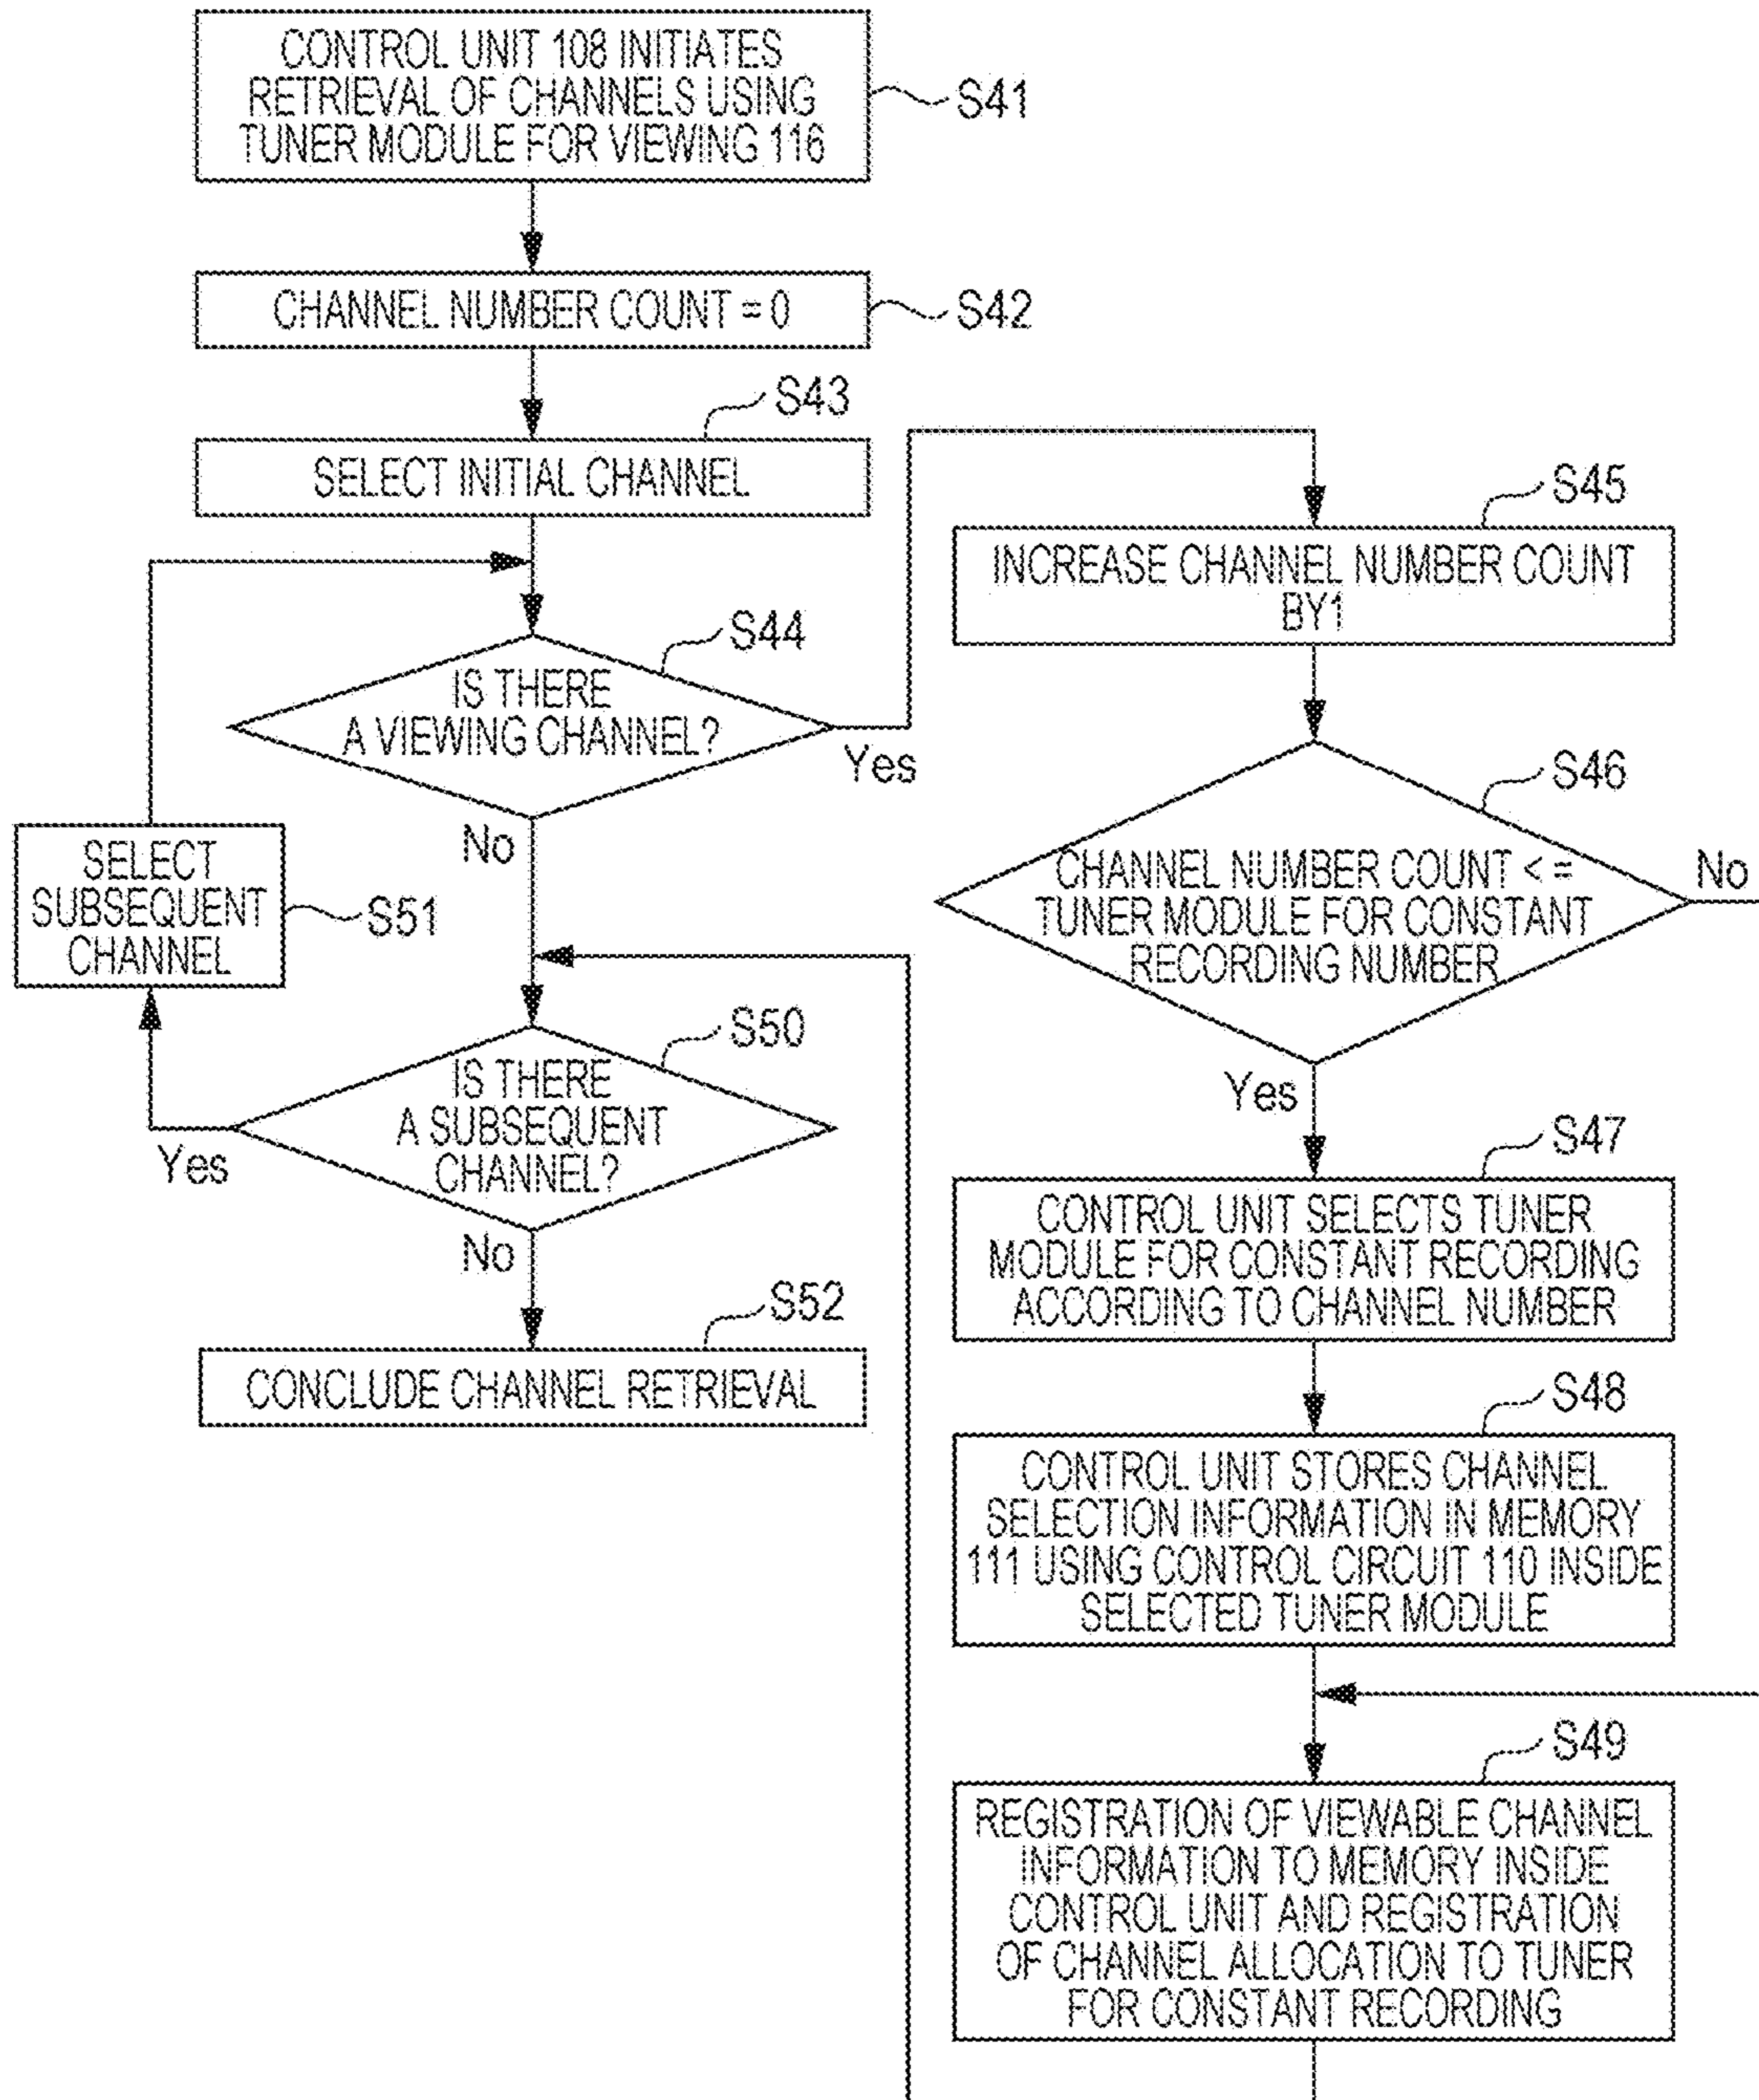 CONTROL UNIT 108 INITIATES
RETRIEVAL OF CHANNELS USING
TUNER MODULE FOR VIEWING 116
S41
CHANNEL NUMBER COUNT = 0
S42
S43
SELECT INITIAL CHANNEL
S44
IS THERE
A VIEWING CHANNEL?
Yes
No
SELECT
SUBSEQUENT
CHANNEL
S51
S50
IS THERE
A SUBSEQUENT
CHANNEL?
Yes
No
S52
CONCLUDE CHANNEL RETRIEVAL
S45
INCREASE CHANNEL NUMBER COUNT
BY1
S46
CHANNEL NUMBER COUNT < =
TUNER MODULE FOR CONSTANT
RECORDING NUMBER
No
Yes
S47
CONTROL UNIT SELECTS TUNER
MODULE FOR CONSTANT RECORDING
ACCORDING TO CHANNEL NUMBER
S48
CONTROL UNIT STORES CHANNEL
SELECTION INFORMATION IN MEMORY
111 USING CONTROL CIRCUIT 110 INSIDE
SELECTED TUNER MODULE
S49
REGISTRATION OF VIEWABLE CHANNEL
INFORMATION TO MEMORY INSIDE
CONTROL UNIT AND REGISTRATION
OF CHANNEL ALLOCATION TO TUNER
FOR CONSTANT RECORDING